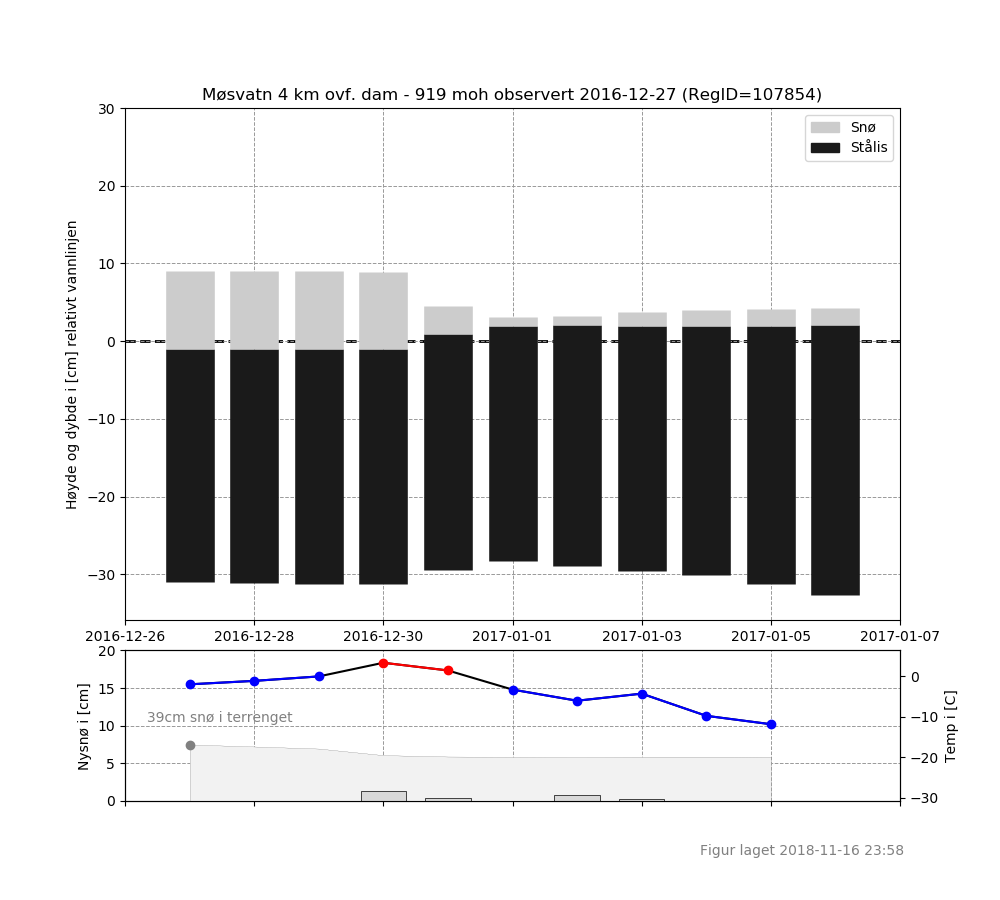 Møsvatn 4 km ovf. dam - 919 moh observert 2016-12-27 (RegID=107854)
Snø
Stålis
Høyde og dybde i [cm] relativt vannlinjen
30
20
10
0
−10
−20
−30
2016-12-26
2016-12-28
2016-12-30
2017-01-01
2017-01-03
2017-01-05
2017-01-07
Nysnø i [cm]
20
15
10
5
0
39cm snø i terrenget
0
−10
−20
−30
Temp i [C]
Figur laget 2018-11-16 23:58